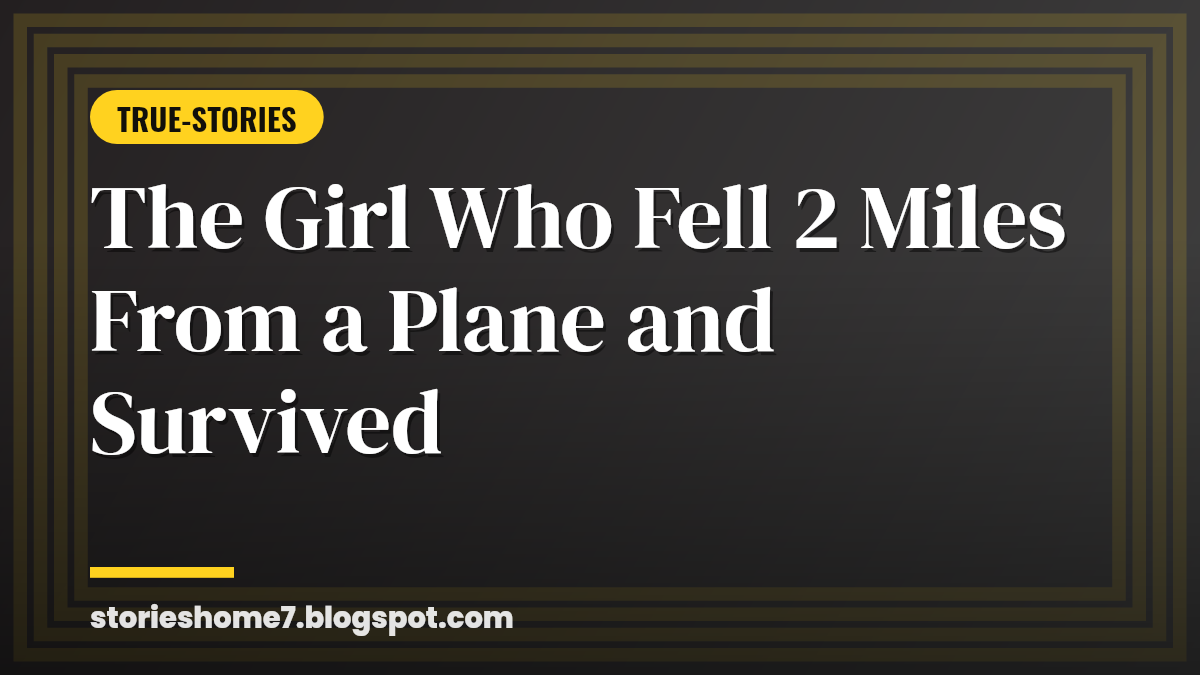 TRUE-STORIES
The Girl Who Fell 2 Miles
From a Plane and
Survived
storieshome7.blogspot.com